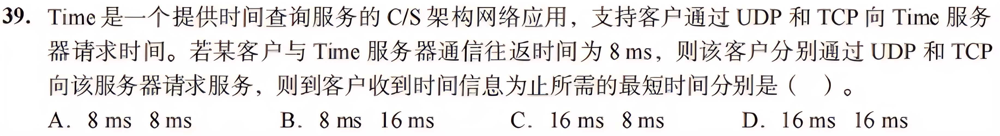 39. Time 是一个提供时间查询服务的 C/S 架构网络应用，支持客户通过 UDP 和 TCP 向 Time 服务
器请求时间。若某客户与 Time 服务器通信往返时间为 8 ms，则该客户分别通过 UDP 和 TCP
向该服务器请求服务，则到客户收到时间信息为止所需的最短时间分别是（ ）。
A. 8 ms 8 ms B. 8 ms 16 ms C. 16 ms 8 ms D. 16 ms 16 ms